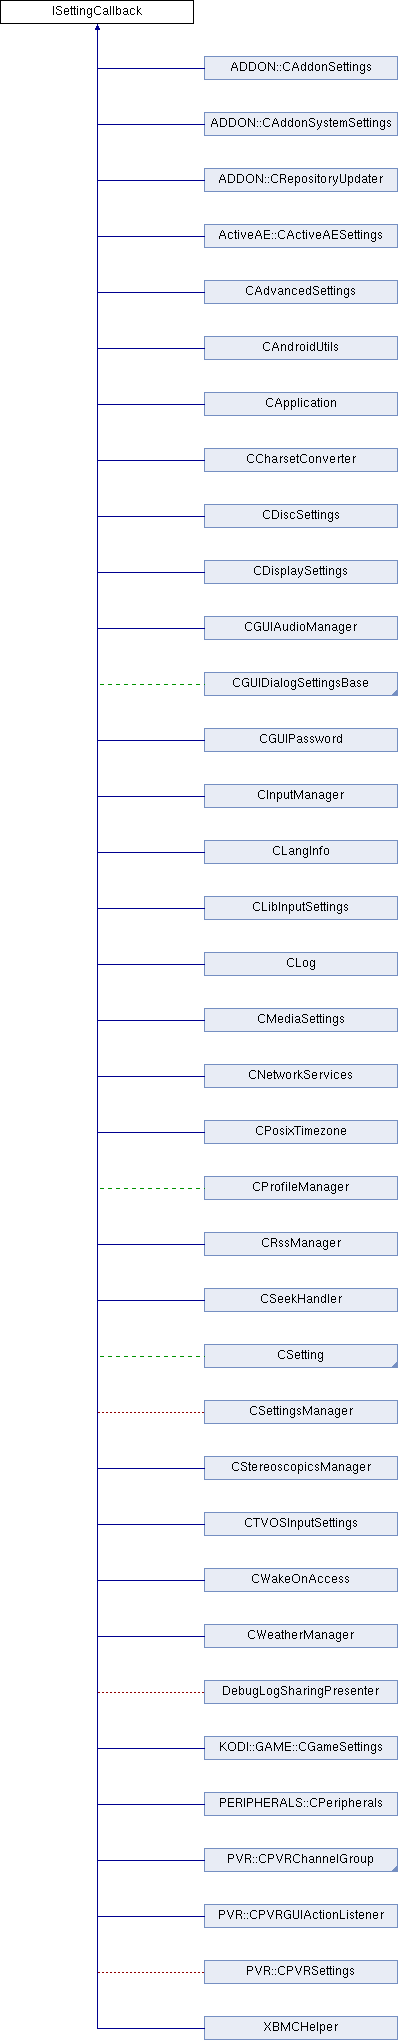 ISettingCallback
ADDON::CAddonSettings
ADDON::CAddonSystemSettings
ADDON::CRepositoryUpdater
ActiveAE::CActiveAESettings
CAdvancedSettings
CAndroidUtils
CApplication
CCharsetConverter
CDiscSettings
CDisplaySettings
CGUIAudioManager
CGUIDialogSettingsBase
CGUIPassword
CInputManager
CLangInfo
CLibInputSettings
CLog
CMediaSettings
CNetworkServices
CPosixTimezone
CProfileManager
CRssManager
CSeekHandler
CSetting
CSettingsManager
CStereoscopicsManager
CTVOSInputSettings
CWakeOnAccess
CWeatherManager
DebugLogSharingPresenter
KODI::GAME::CGameSettings
PERIPHERALS::CPeripherals
PVR::CPVRChannelGroup
PVR::CPVRGUIActionListener
PVR::CPVRSettings
XBMCHelper